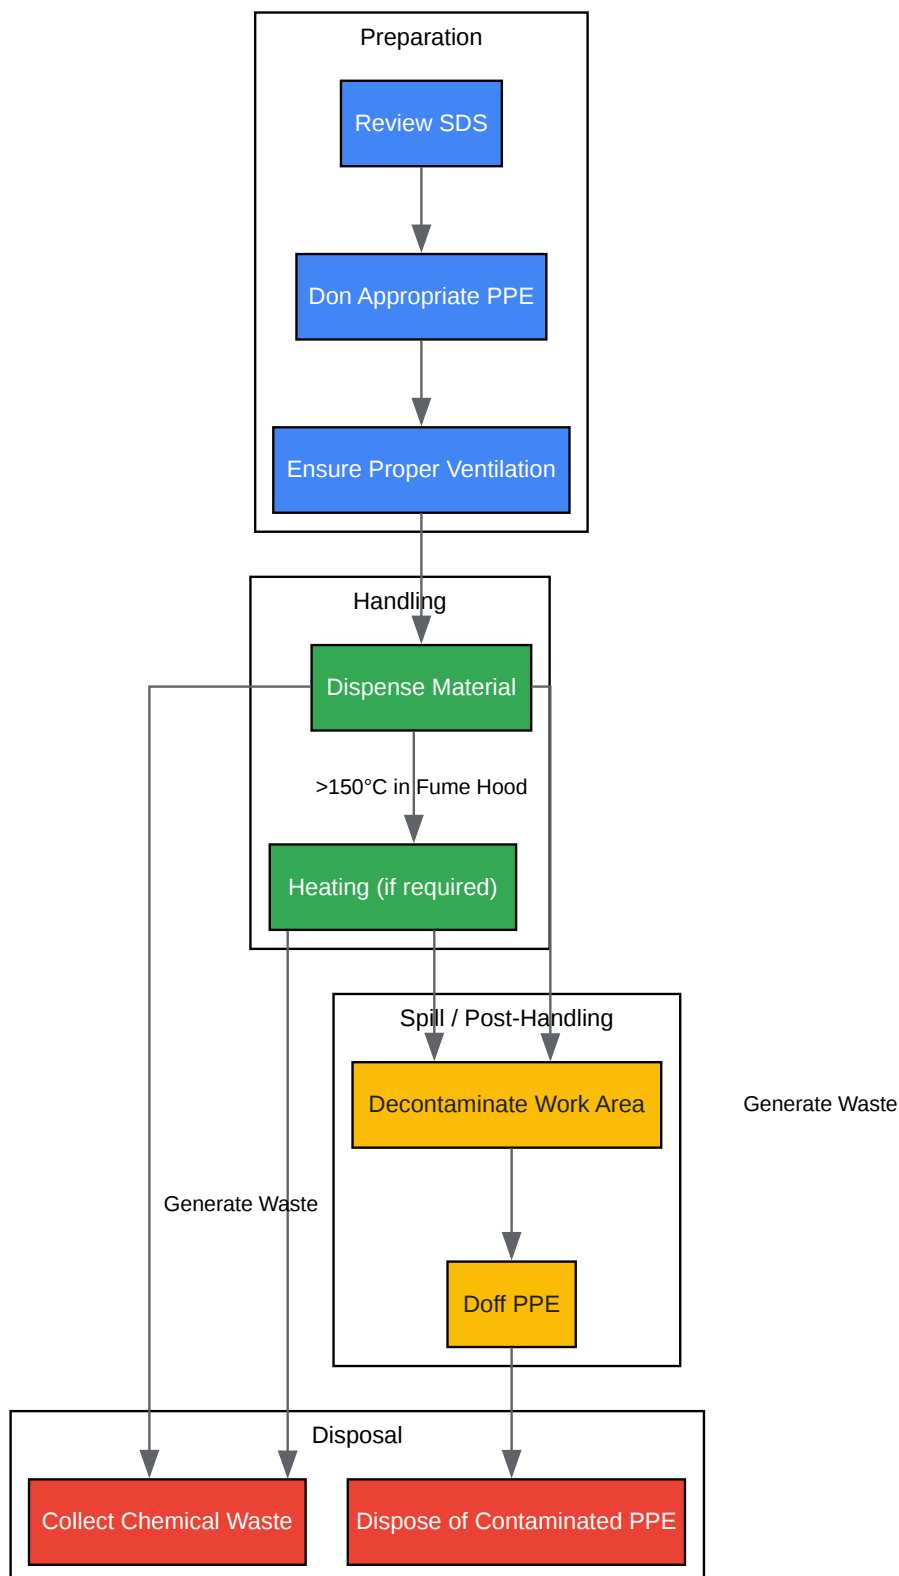 Preparation
Review SDS
Don Appropriate PPE
Ensure Proper Ventilation
Handling
Dispense Material
>150°C in Fume Hood
Heating (if required)
Spill / Post-Handling
Decontaminate Work Area
Generate Waste
Generate Waste
Doff PPE
Disposal
Collect Chemical Waste
Dispose of Contaminated PPE